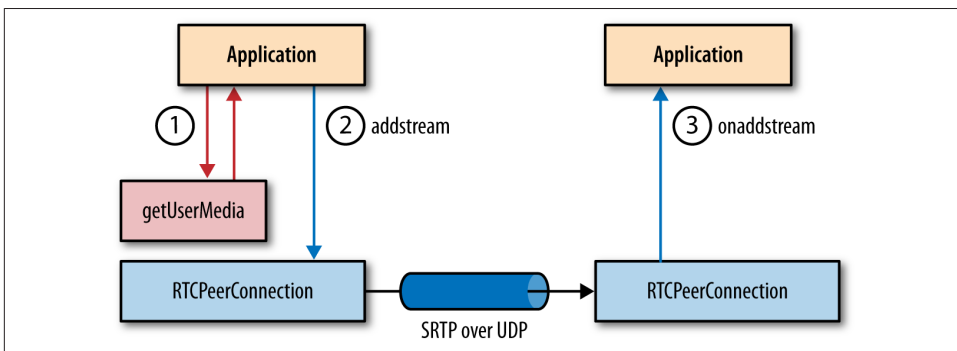 Application
Application
1
2 addstream
3 onaddstream
getUserMedia
RTCPeerConnection
RTCPeerConnection
SRTP over UDP